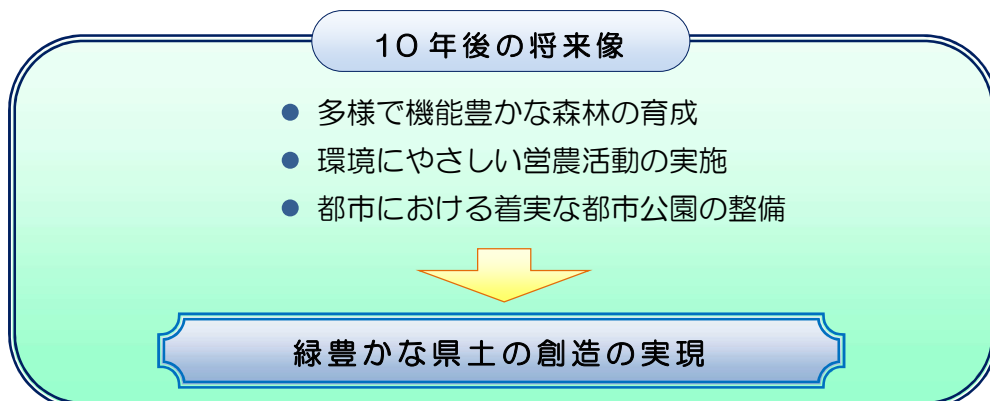 10年後の将来像
● 多様で機能豊かな森林の育成
● 環境にやさしい営農活動の実施
● 都市における着実な都市公園の整備
緑豊かな県土の創造の実現